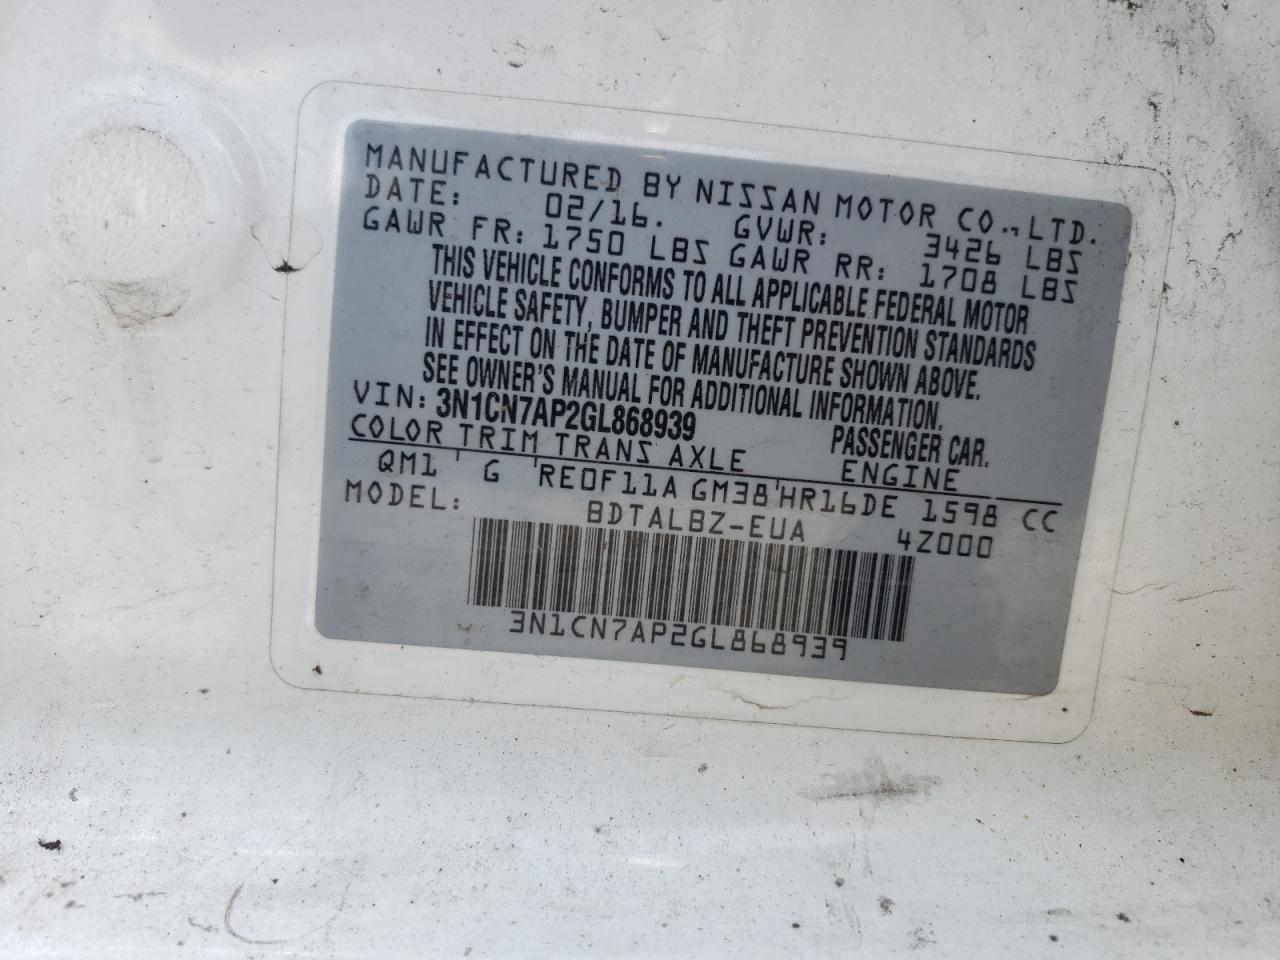 MANUFACTURED BY NISSAN MOTOR CO.,LTD.
DATE: 02/16. GVWR: 3426 LBS
GAWR FR: 1750 LBS GAWR RR: 1708 LBS
THIS VEHICLE CONFORMS TO ALL APPLICABLE FEDERAL MOTOR
VEHICLE SAFETY, BUMPER AND THEFT PREVENTION STANDARDS
IN EFFECT ON THE DATE OF MANUFACTURE SHOWN ABOVE.
SEE OWNER'S MANUAL FOR ADDITIONAL INFORMATION.
VIN: 3N1CN7AP2GL868939 PASSENGER CAR.
COLOR TRIM TRANS AXLE ENGINE
QM1 ' G 'RE0F11A GM38'HR16DE 1598 CC
MODEL: BDTALBZ-EUA 4Z000
3N1CN7AP2GL868939